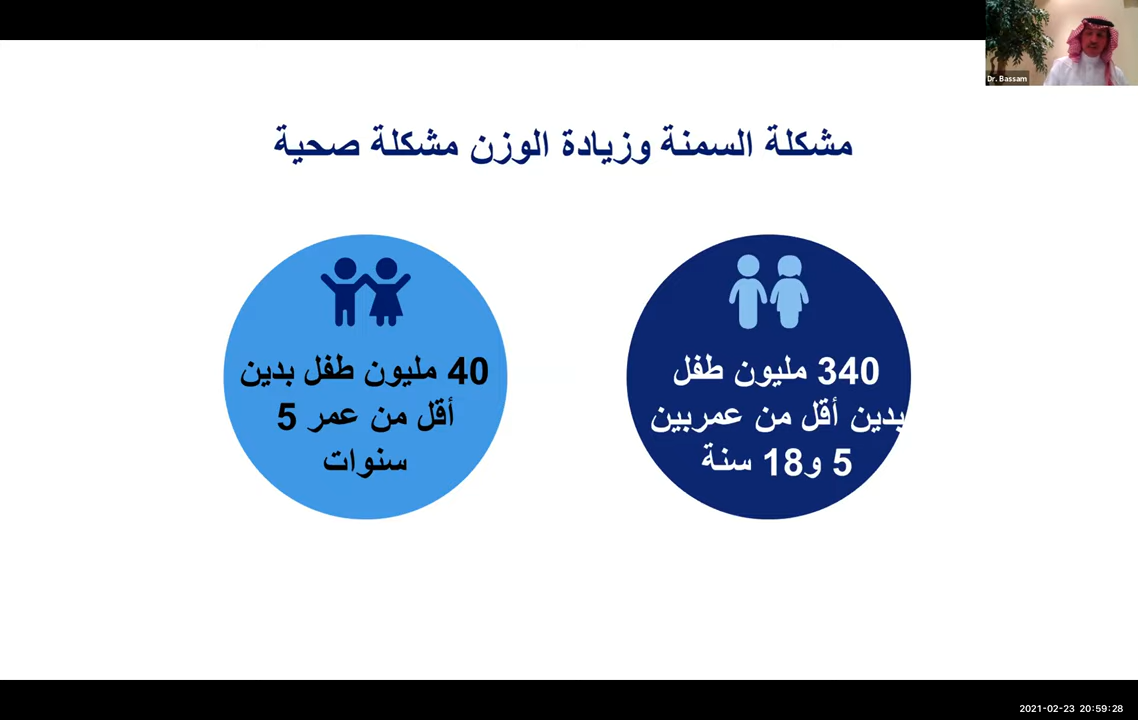 Dr. Bassam
مشكلة السمنة وزيادة الوزن مشكلة صحية
340 مليون طفل
بدين أقل من عمربين
5 و18 سنة
40 مليون طفل بدين
أقل من عمر 5
سنوات
2021-02-23 20:59:28